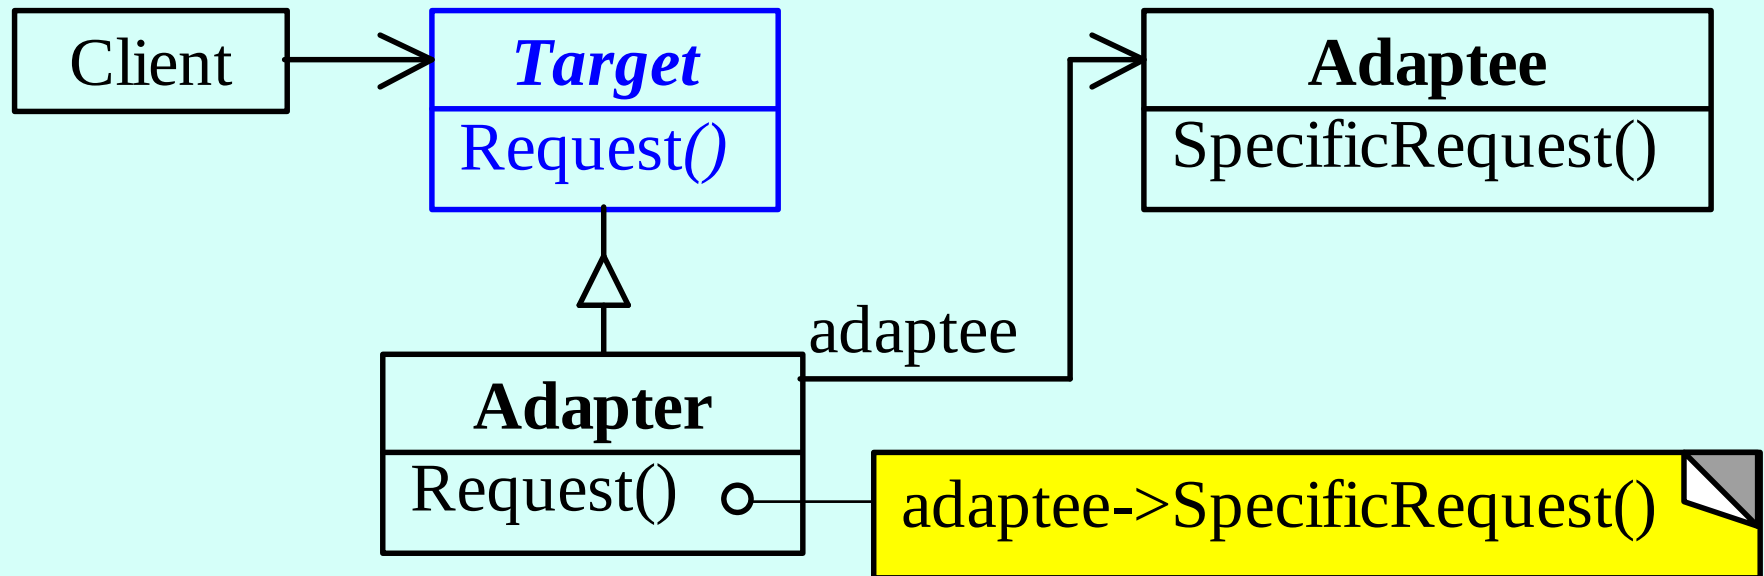 Client
Target
Request()
Adaptee
SpecificRequest()
adaptee
Adapter
Request()
adaptee->SpecificRequest()